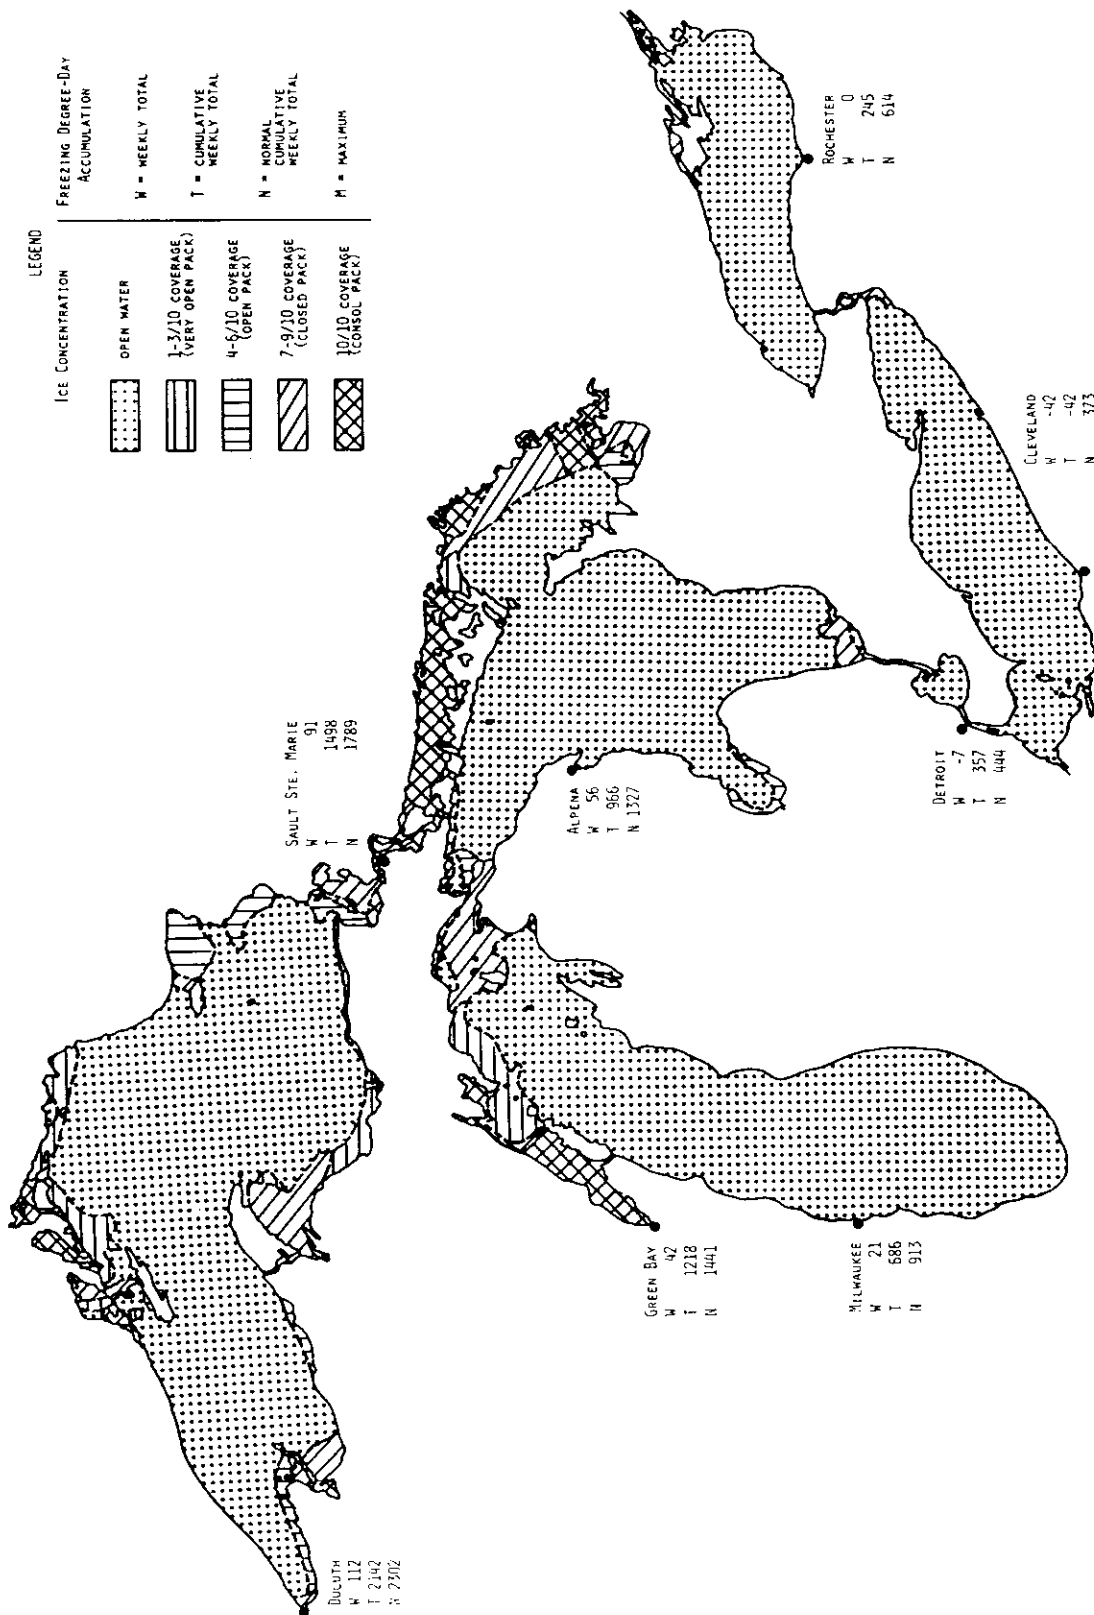 LEGEND
ICE CONCENTRATION
FREEZING DEGREE-DAY
ACCUMULATION
OPEN WATER
1-3/10 COVERAGE
(VERY OPEN PACK)
4-6/10 COVERAGE
(OPEN PACK)
7-9/10 COVERAGE
(CLOSED PACK)
10/10 COVERAGE
(CONSOL PACK)
W = WEEKLY TOTAL
T = CUMULATIVE
WEEKLY TOTAL
N = NORMAL
CUMULATIVE
WEEKLY TOTAL
M = MAXIMUM
DULUTH
W 112
T 2142
N 2302
SAULT STE. MARIE
W 91
T 1498
N 1789
GREEN BAY
W 42
T 1218
N 1441
MILWAUKEE
W 21
T 686
N 913
ALPENA
W 56
T 966
N 1327
DETROIT
W -7
T 357
N 444
CLEVELAND
W -42
T -42
N 373
ROCHESTER
W 0
T 245
N 614